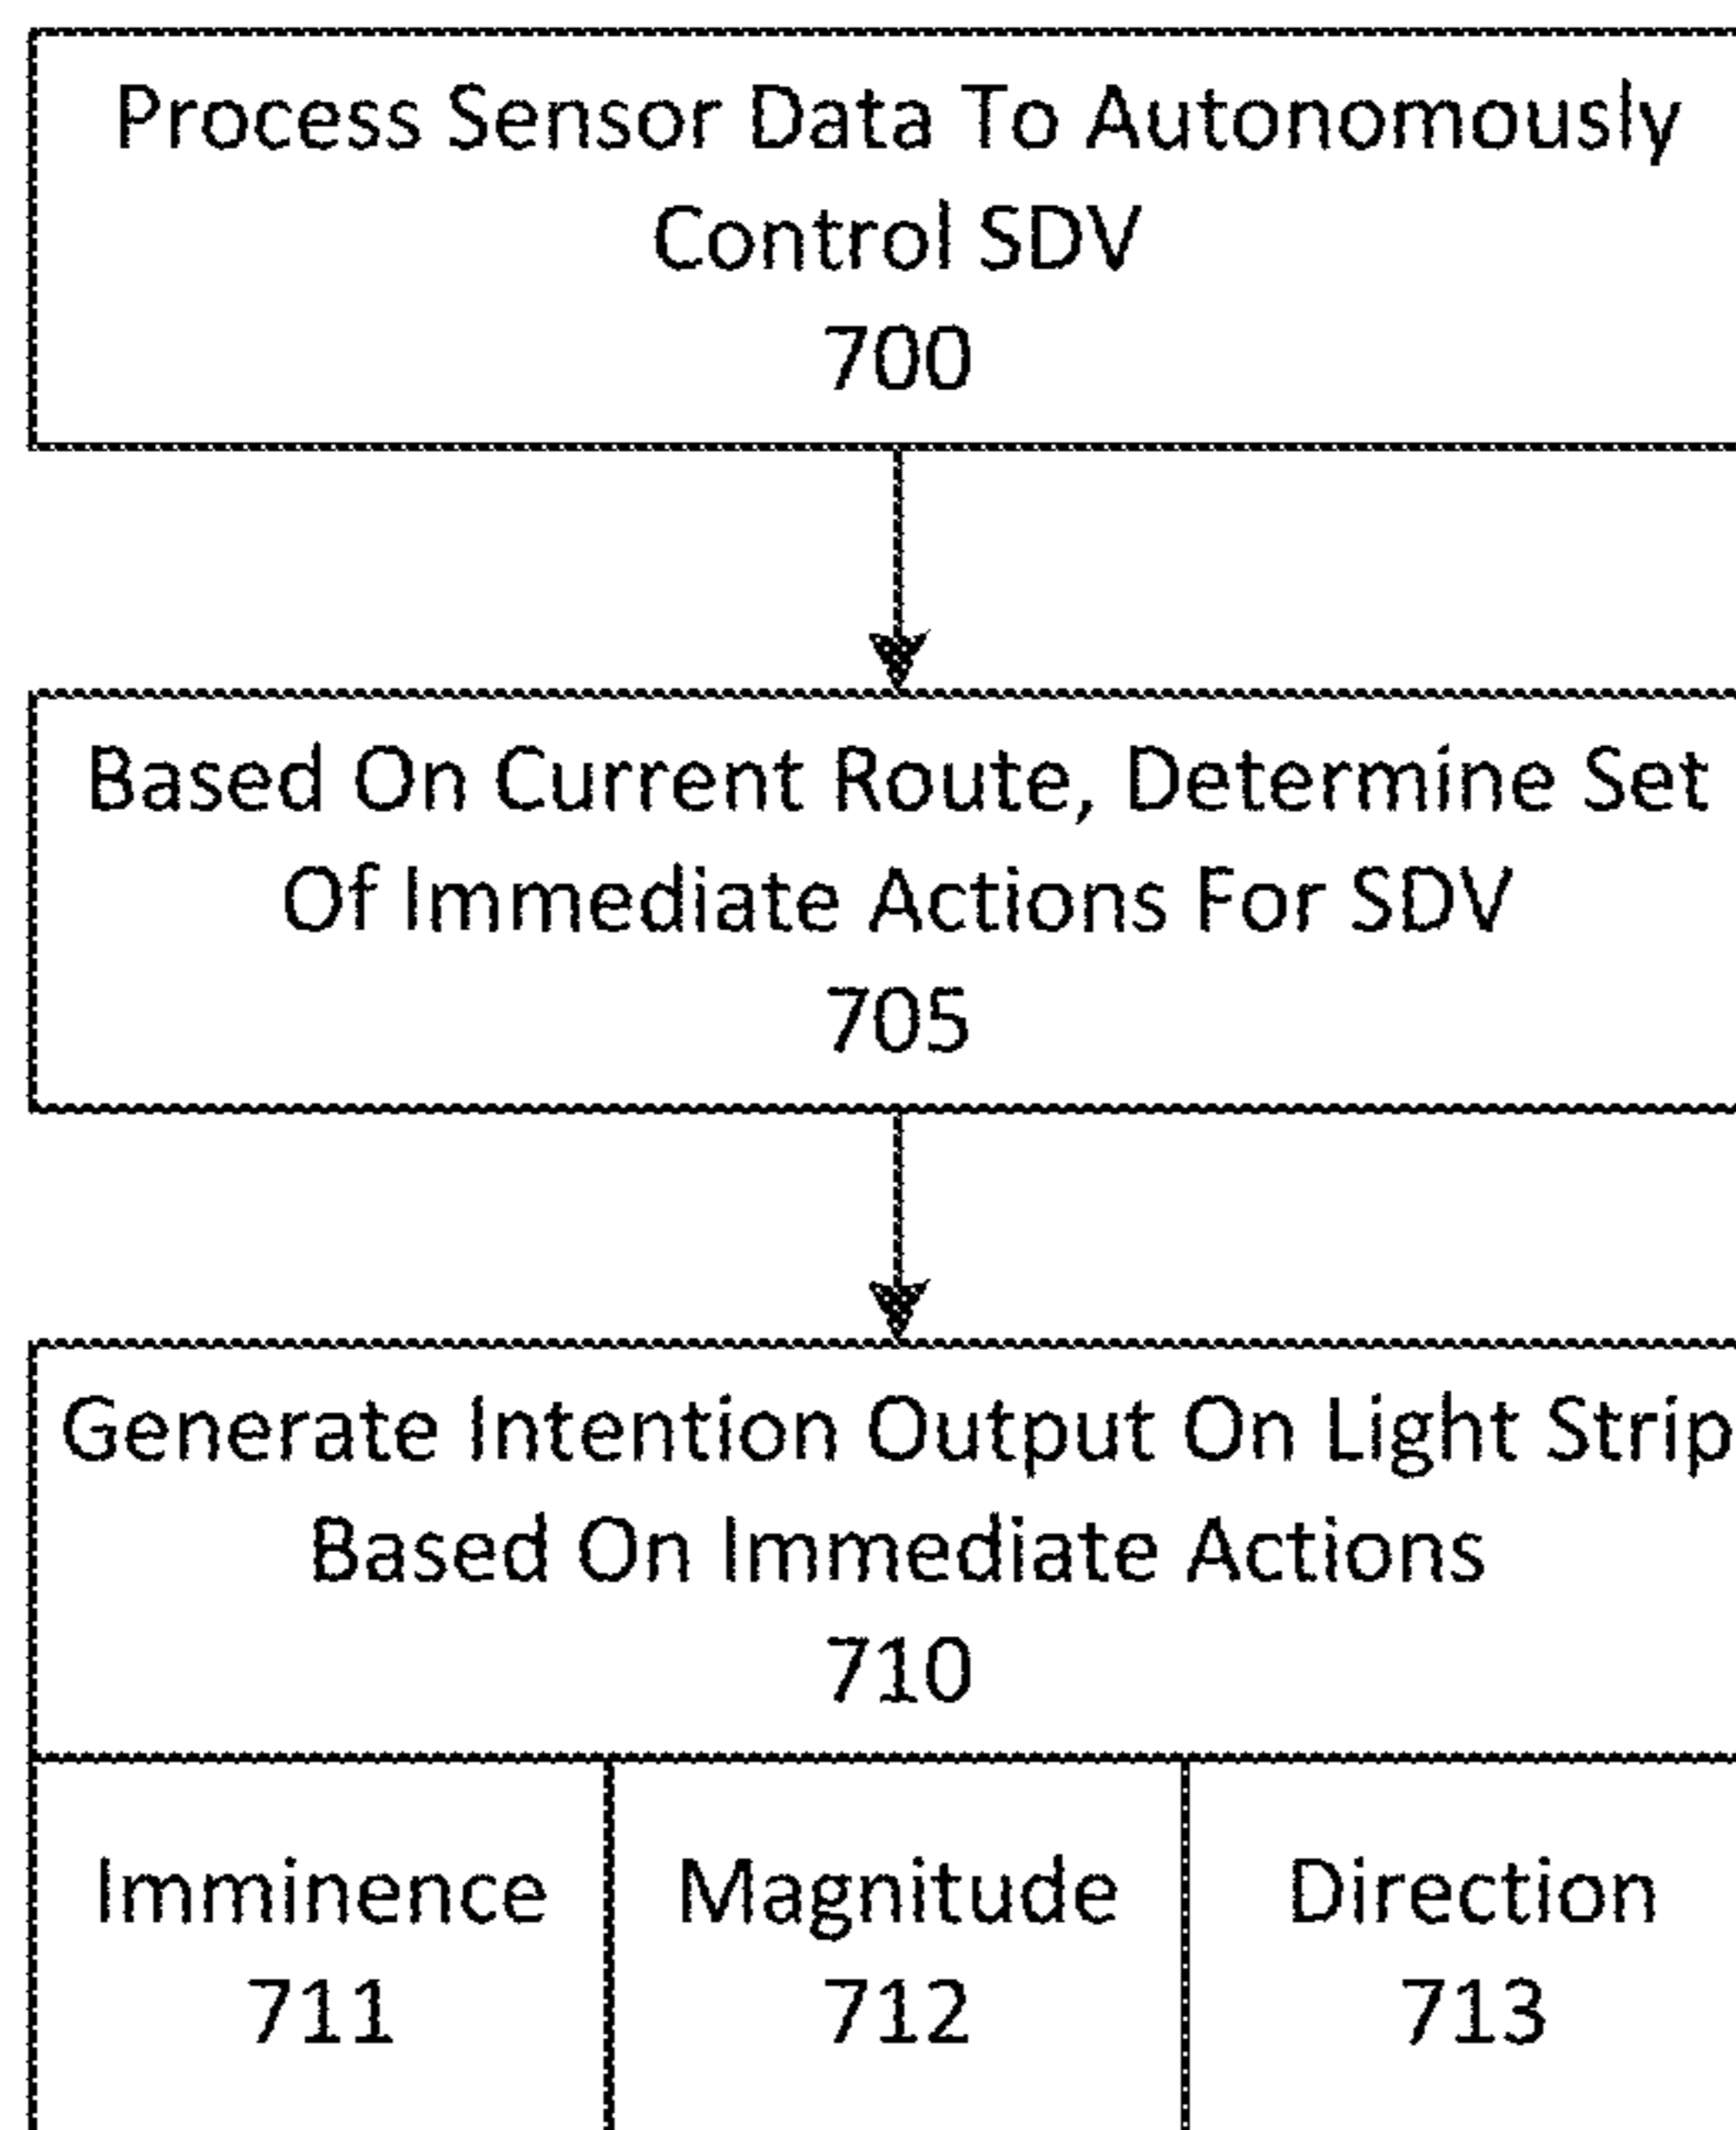 Process Sensor Data To Autonomously
Control SDV
700
Based On Current Route, Determine Set
Of Immediate Actions For SDV
705
Generate Intention Output On Light Strip
Based On Immediate Actions
710
Imminence
Magnitude
Direction
711
712
713